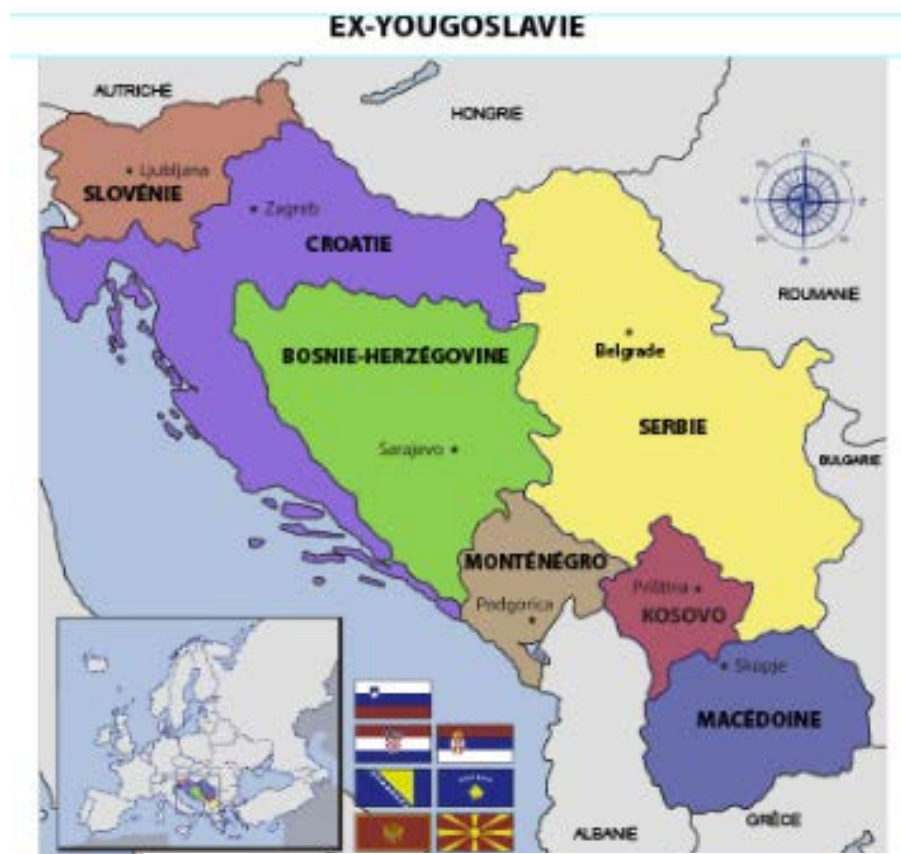 EX-YOUGOSLAVIE
AUTRICHE
HONGRIE
Ljubljana
SLOVÉNIE
Zagreb
CROATIE
ROUMANIE
BOSNIE-HERZÉGOVINE
Belgrade
SERBIE
Sarajevo
BULGARIE
MONTÉNÉGRO
Priština
Podgorica
KOSOVO
Skopje
MACÉDOINE
GRÈCE
ALBANIE